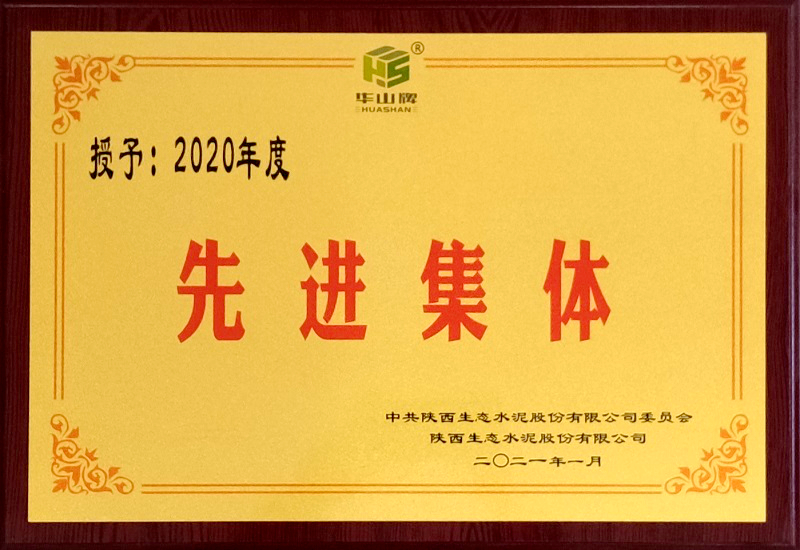 HS®
华山牌
HUASHAN
授予：2020年度
先进集体
中共陕西生态水泥股份有限公司委员会
陕西生态水泥股份有限公司
二〇二一年一月